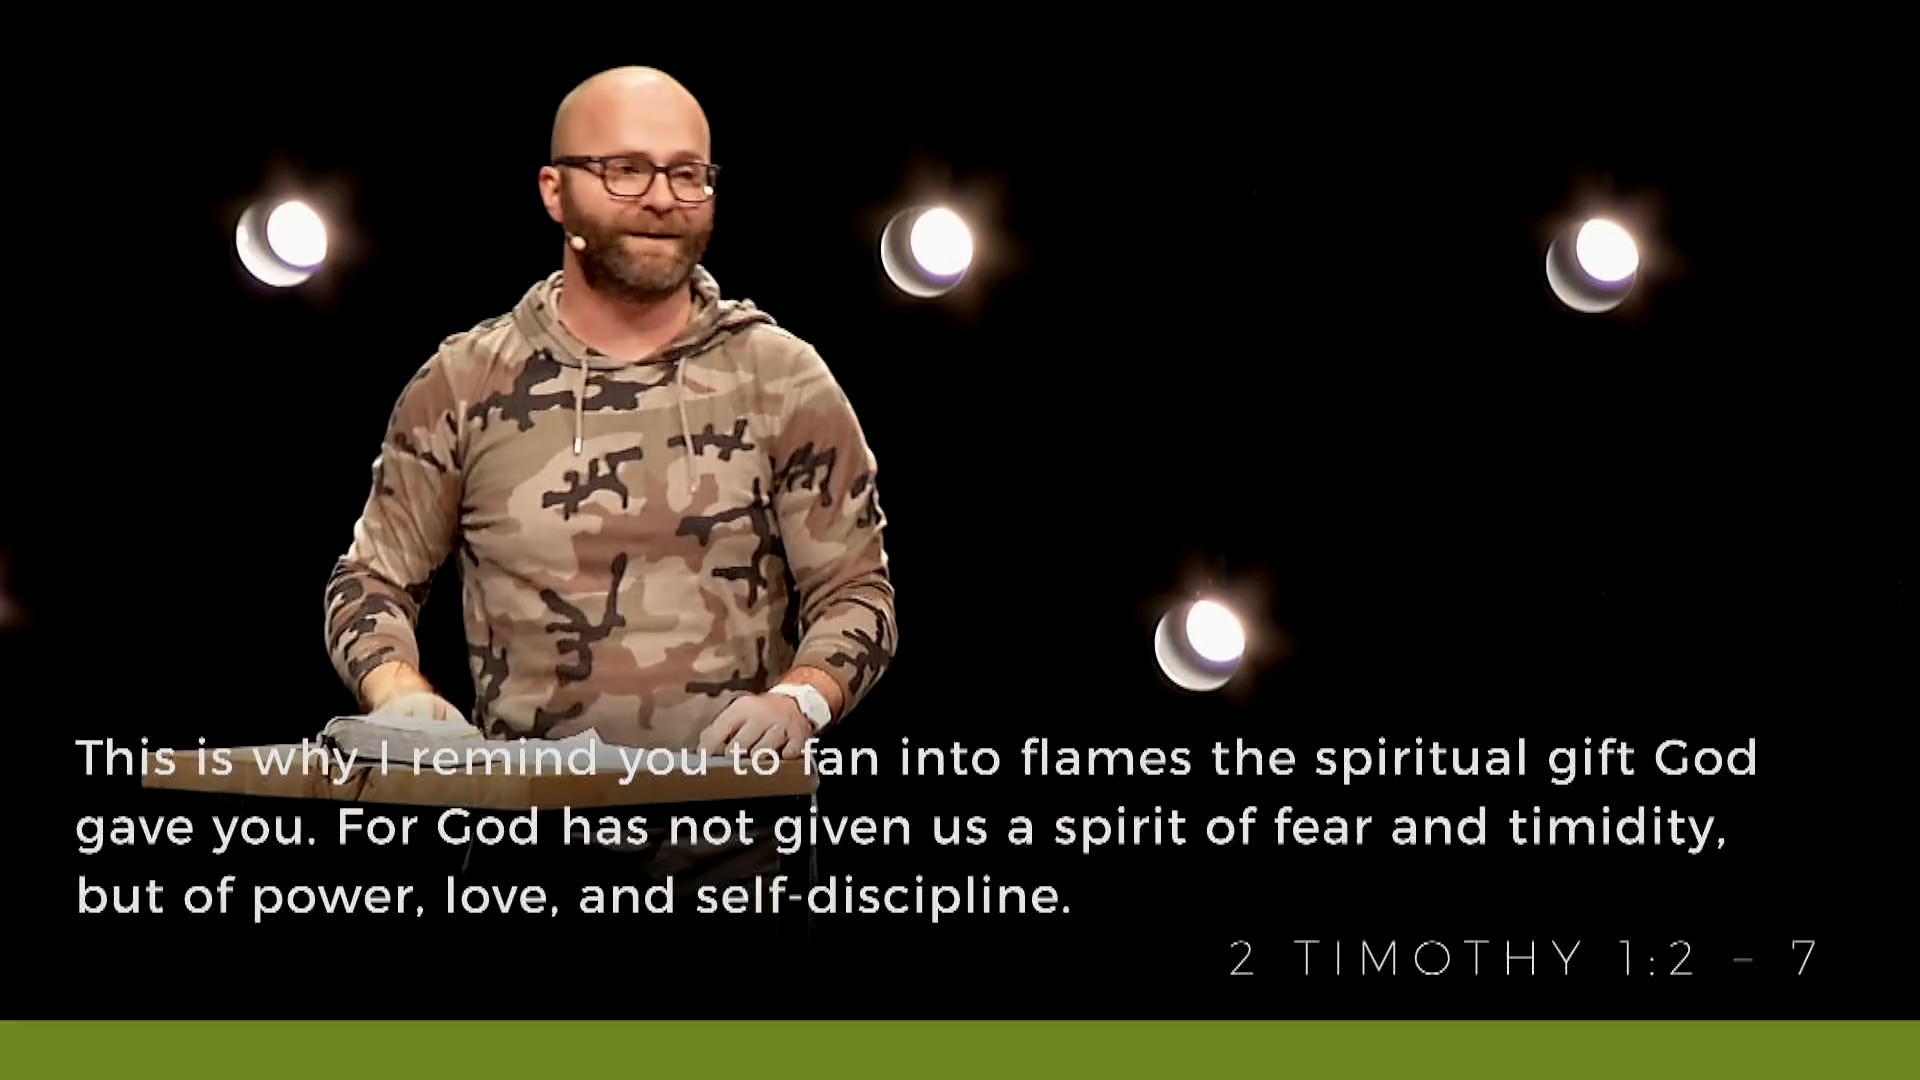 This is why I remind you to fan into flames the spiritual gift God
gave you. For God has not given us a spirit of fear and timidity,
but of power, love, and self-discipline.
2 TIMOTHY 1:2 – 7